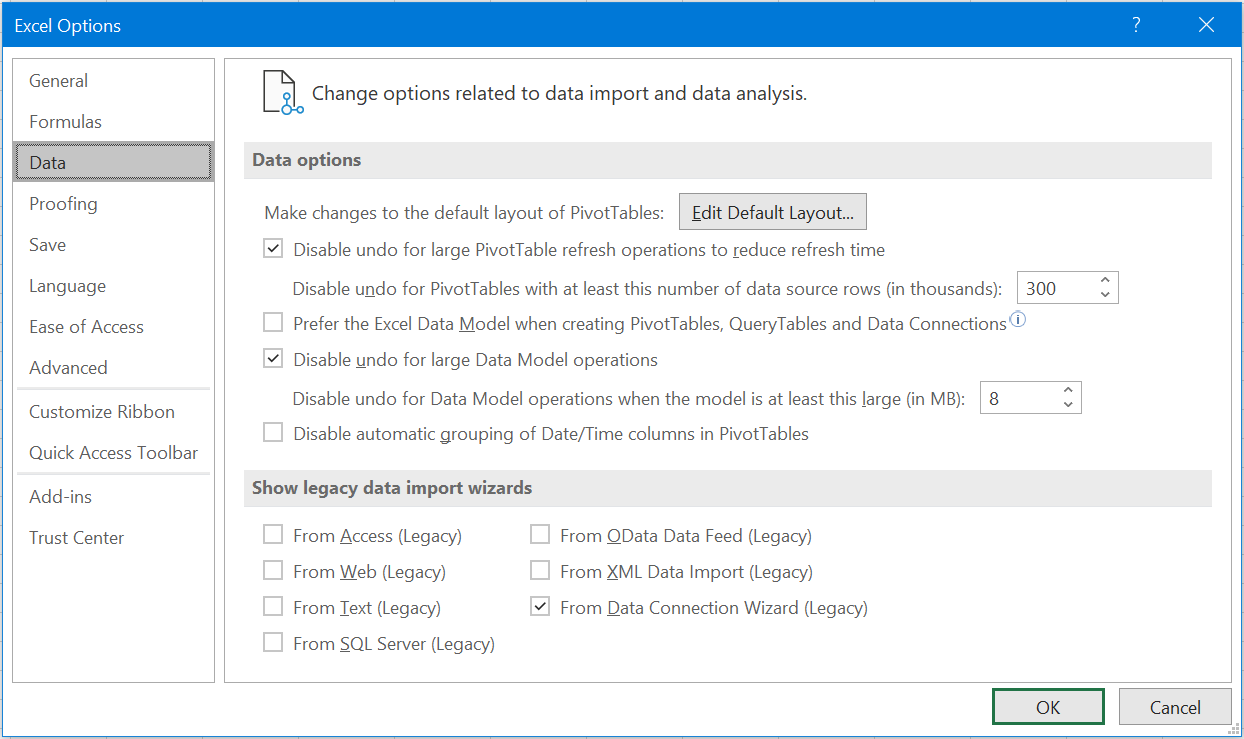 Excel Options
?
General
Formulas
Data
Proofing
Save
Language
Ease of Access
Advanced
Customize Ribbon
Quick Access Toolbar
Add-ins
Trust Center
Change options related to data import and data analysis.
Data options
Make changes to the default layout of PivotTables: Edit Default Layout...
Disable undo for large PivotTable refresh operations to reduce refresh time
Disable undo for PivotTables with at least this number of data source rows (in thousands): 300
Prefer the Excel Data Model when creating PivotTables, QueryTables and Data Connections
Disable undo for large Data Model operations
Disable undo for Data Model operations when the model is at least this large (in MB): 8
Disable automatic grouping of Date/Time columns in PivotTables
Show legacy data import wizards
From Access (Legacy) From OData Data Feed (Legacy)
From Web (Legacy) From XML Data Import (Legacy)
From Text (Legacy) From Data Connection Wizard (Legacy)
From SQL Server (Legacy)
OK Cancel